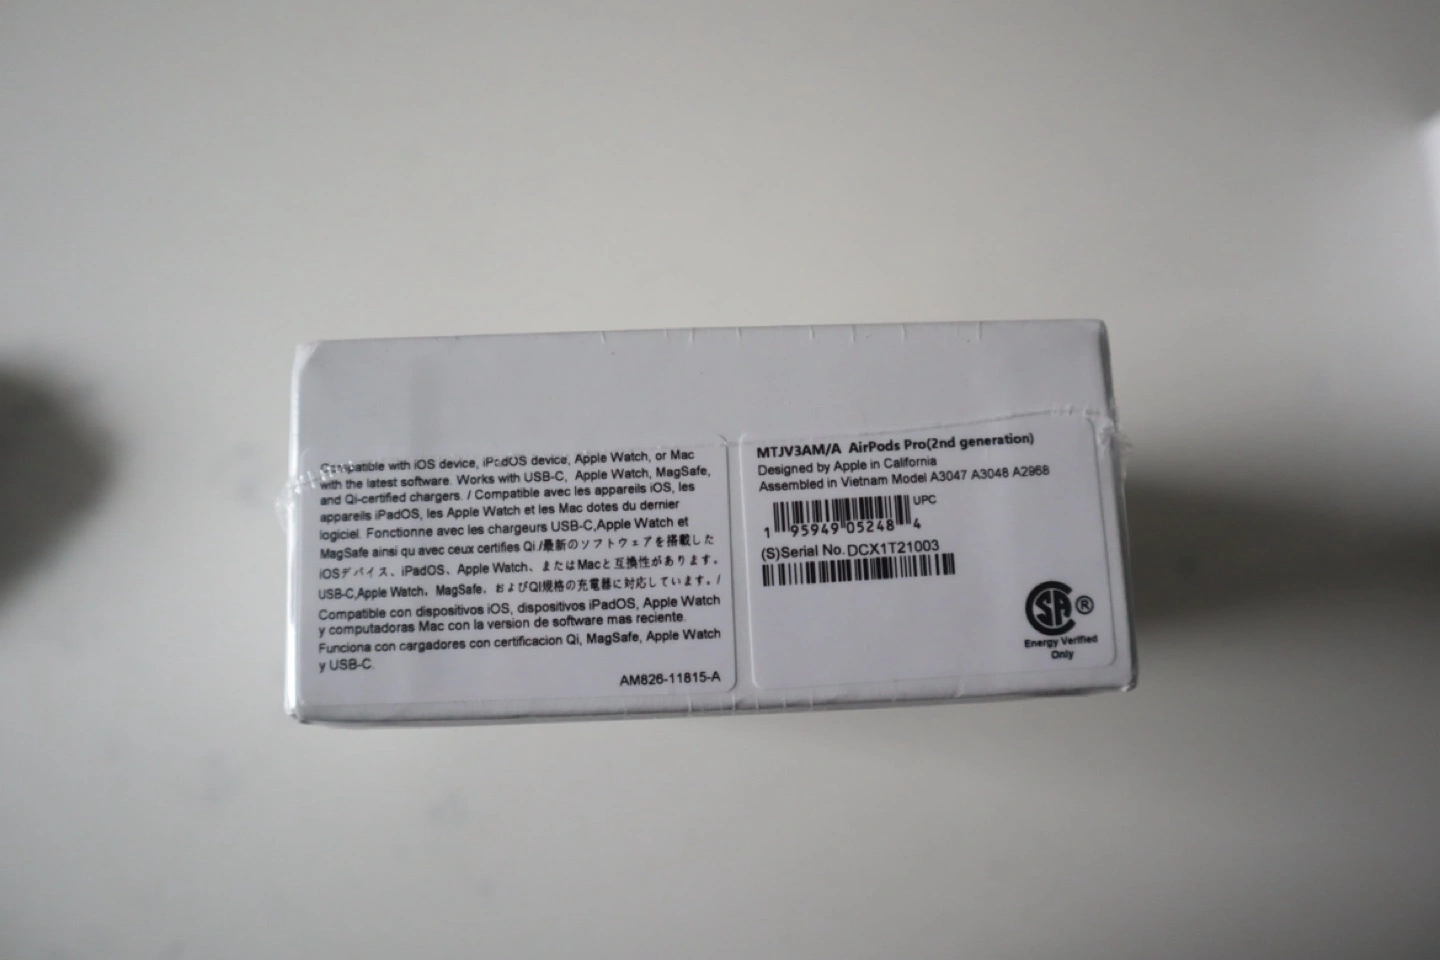 Compatible with iOS device, iPadOS device, Apple Watch, or Mac
with the latest software. Works with USB-C, Apple Watch, MagSafe,
and Qi-certified chargers. / Compatible avec les appareils iOS, les
appareils iPadOS, les Apple Watch et les Mac dotes du dernier
logiciel. Fonctionne avec les chargeurs USB-C,Apple Watch et
MagSafe ainsi qu avec ceux certifies Qi /最新のソフトウェアを搭載した
iOSデバイス、iPadOS、Apple Watch、またはMacと互換性があります。
USB-C,Apple Watch、MagSafe、およびQI規格の充電器に対応しています。/
Compatible con dispositivos iOS, dispositivos iPadOS, Apple Watch
y computadoras Mac con la version de software mas reciente.
Funciona con cargadores con certificacion Qi, MagSafe, Apple Watch
y USB-C.
AM826-11815-A
MTJV3AM/A AirPods Pro(2nd generation)
Designed by Apple in California
Assembled in Vietnam Model A3047 A3048 A2968
UPC
1 95949 05248 4
(S)Serial No. DCX1T21003
SA ®
Energy Verified
Only